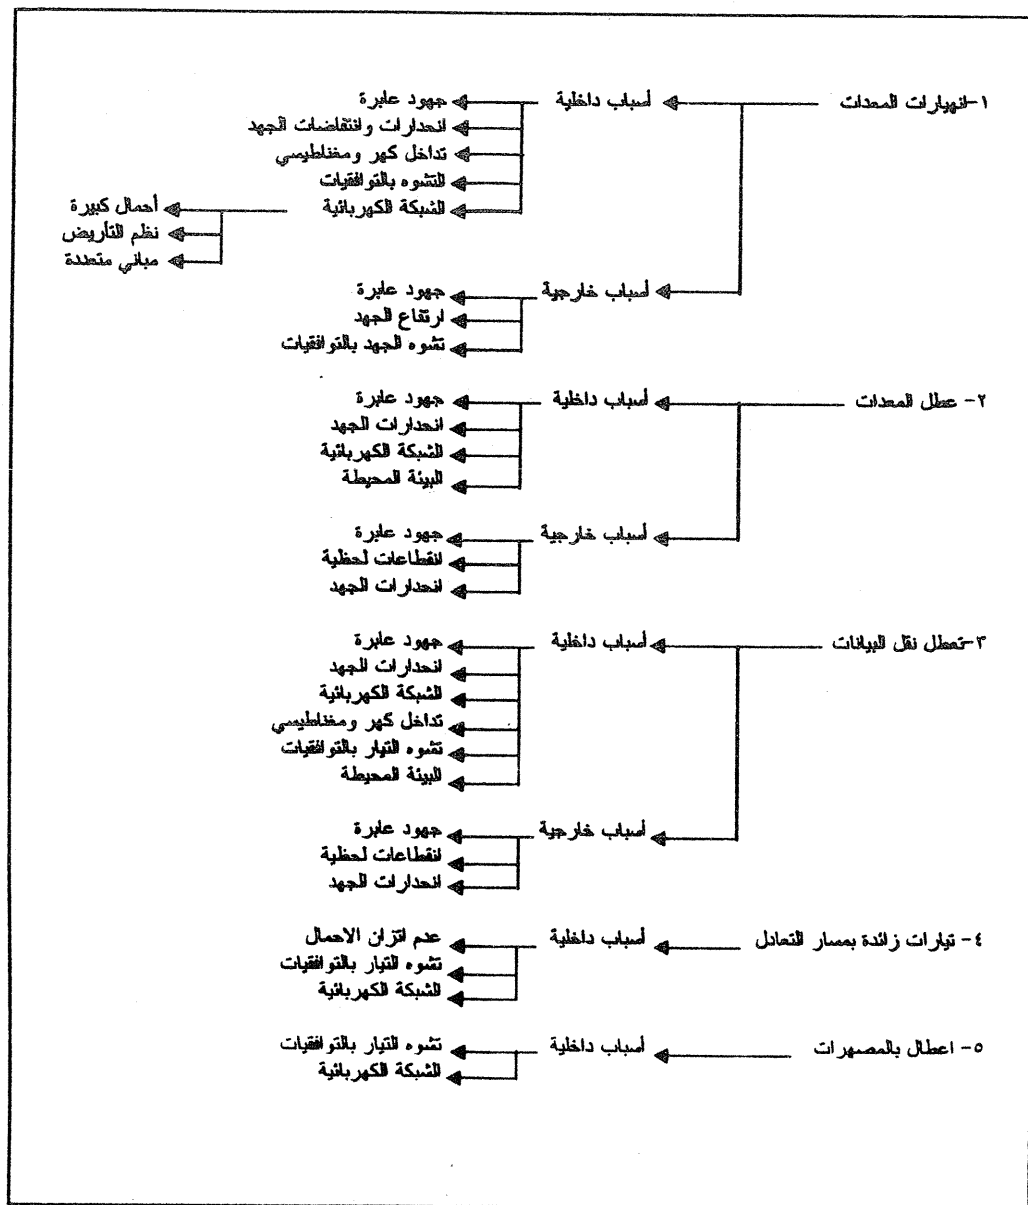 ١-انهيارات المعدات أسباب داخلية جهود عابرة
انحدارات وانتفاضات الجهد
تداخل كهر ومغناطيسي
التشوه بالتوافقيات
الشبكة الكهربائية أحمال كبيرة
نظم التأريض
مباني متعددة
أسباب خارجية جهود عابرة
ارتفاع الجهد
تشوه الجهد بالتوافقيات
٢- عطل المعدات أسباب داخلية جهود عابرة
انحدارات الجهد
الشبكة الكهربائية
البيئة المحيطة
أسباب خارجية جهود عابرة
انقطاعات لحظية
انحدارات الجهد
٣-تعطل نقل البيانات أسباب داخلية جهود عابرة
انحدارات الجهد
الشبكة الكهربائية
تداخل كهر ومغناطيسي
تشوه التيار بالتوافقيات
البيئة المحيطة
أسباب خارجية جهود عابرة
انقطاعات لحظية
انحدارات الجهد
٤- تيارات زائدة بمسار التعادل أسباب داخلية عدم اتزان الاحمال
تشوه التيار بالتوافقيات
الشبكة الكهربائية
٥- اعطال بالمصهرات أسباب داخلية تشوه التيار بالتوافقيات
الشبكة الكهربائية